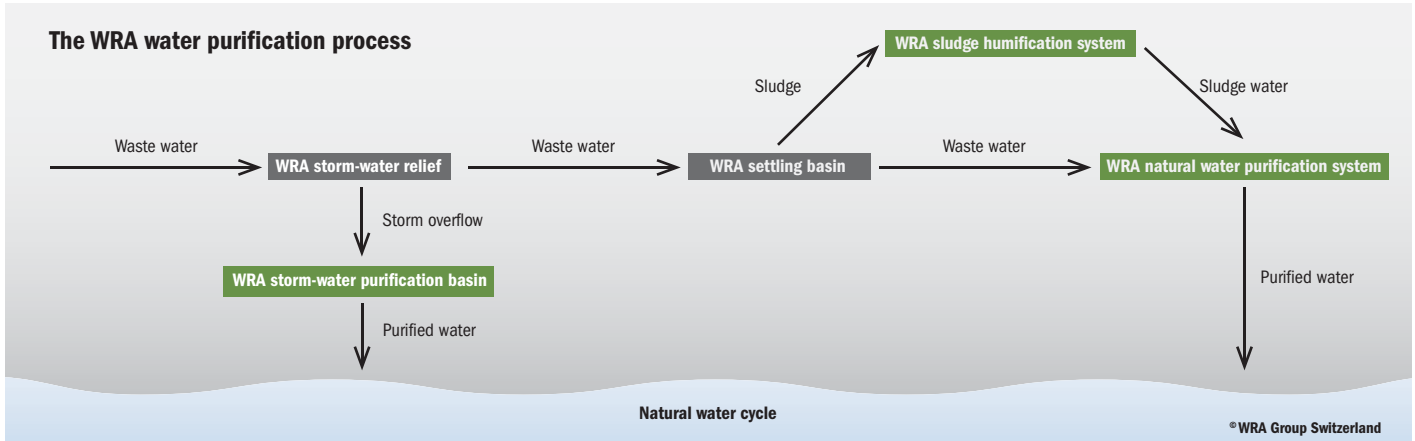 The WRA water purification process
WRA sludge humification system
Sludge
Sludge water
Waste water
Waste water
Waste water
WRA storm-water relief
WRA settling basin
WRA natural water purification system
Storm overflow
WRA storm-water purification basin
Purified water
Purified water
Natural water cycle
© WRA Group Switzerland